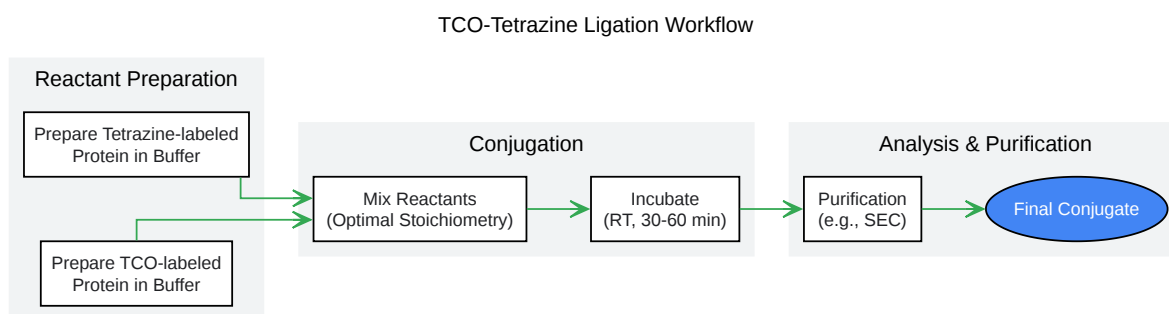 TCO-Tetrazine Ligation Workflow
Reactant Preparation
Prepare Tetrazine-labeled
Protein in Buffer
Prepare TCO-labeled
Protein in Buffer
Conjugation
Mix Reactants
(Optimal Stoichiometry)
Incubate
(RT, 30-60 min)
Analysis & Purification
Purification
(e.g., SEC)
Final Conjugate